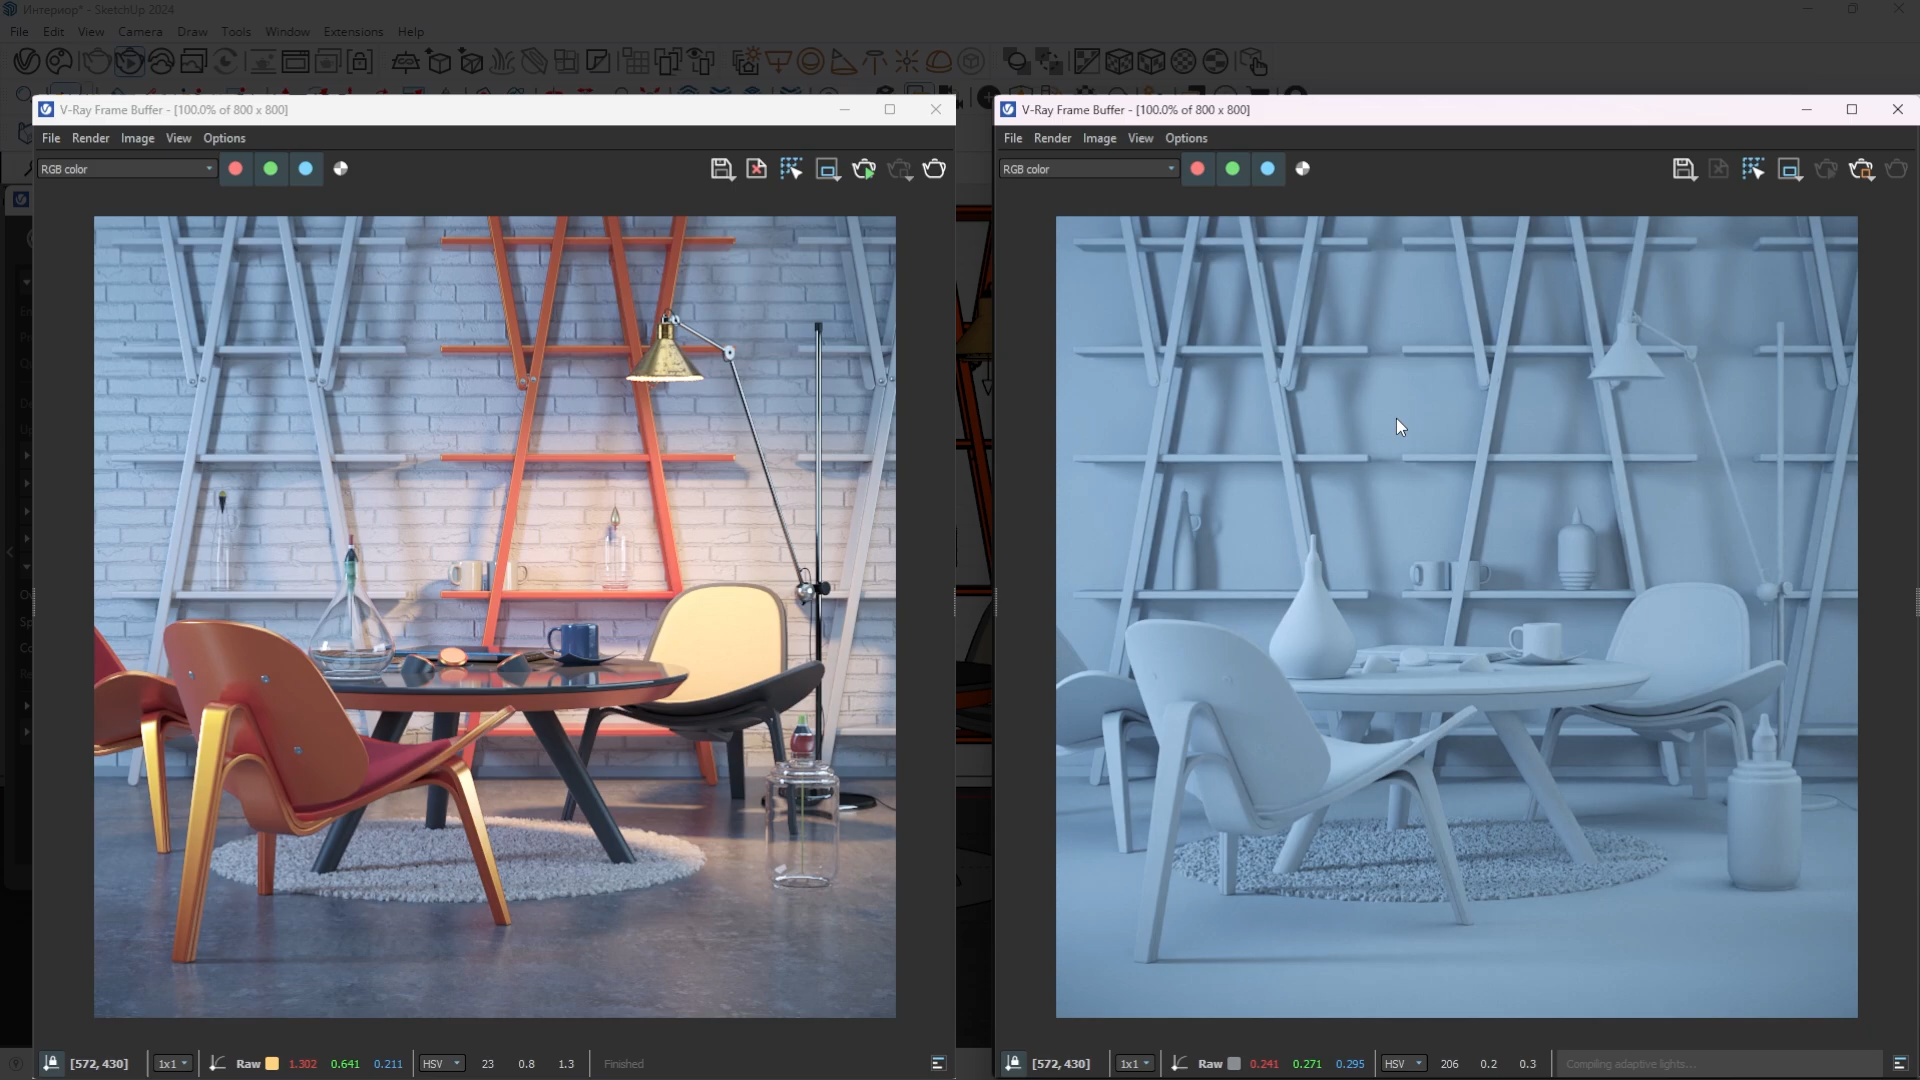 Интериор* - SketchUp 2024
File Edit View Camera Draw Tools Window Extensions Help
V-Ray Frame Buffer - [100.0% of 800 x 800]
File Render Image View Options
RGB color
[572, 430] 1x1 Raw 1.302 0.641 0.211 HSV 23 0.8 1.3 Finished
V-Ray Frame Buffer - [100.0% of 800 x 800]
File Render Image View Options
RGB color
[572, 430] 1x1 Raw 0.241 0.271 0.295 HSV 206 0.2 0.3 Compiling adaptive lights...